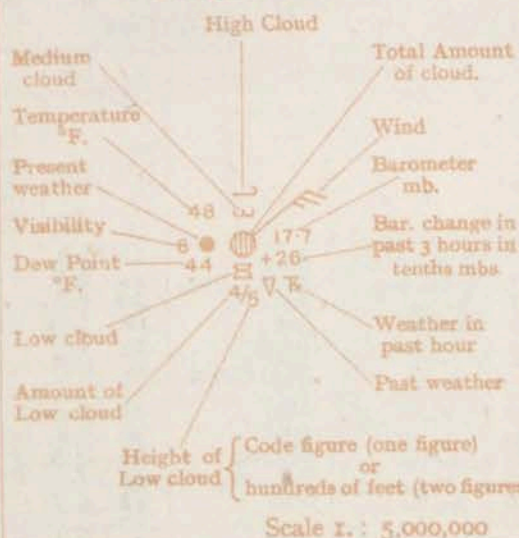 High Cloud
Medium
cloud
Total Amount
of cloud.
Temperature
°F.
Wind
Present
weather
Barometer
mb.
48
Visibility
6
17·7
Bar. change in
past 3 hours in
tenths mbs.
+26
Dew Point
°F.
44
4/5
Low cloud
Weather in
past hour
Amount of
Low cloud
Past weather
Height of
Low cloud
Code figure (one figure)
or
hundreds of feet (two figures
Scale 1. : 5,000,000